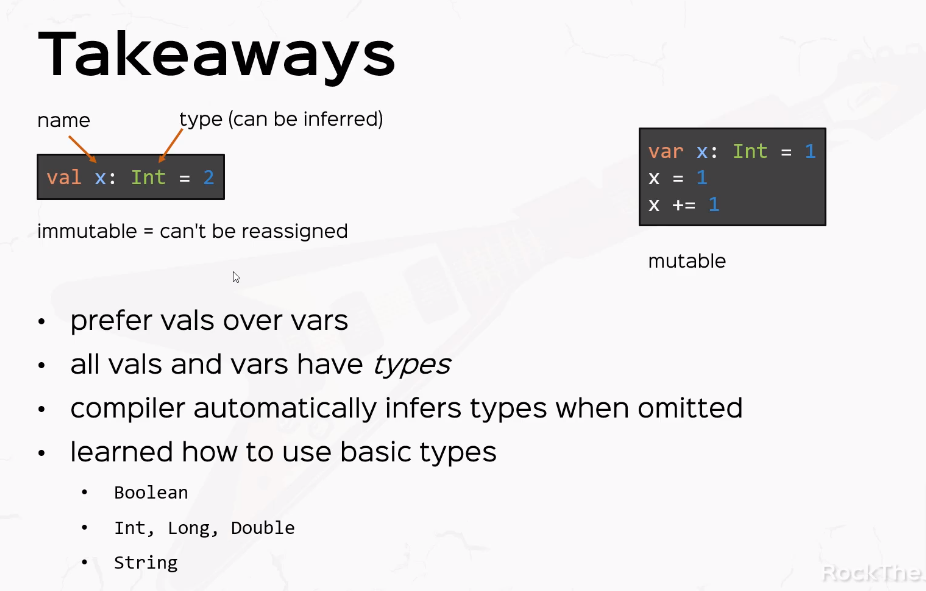 Takeaways
name
type (can be inferred)
val x: Int = 2
immutable = can't be reassigned
var x: Int = 1
x = 1
x += 1
mutable
• prefer vals over vars
• all vals and vars have types
• compiler automatically infers types when omitted
• learned how to use basic types
• Boolean
• Int, Long, Double
• String
RockThe